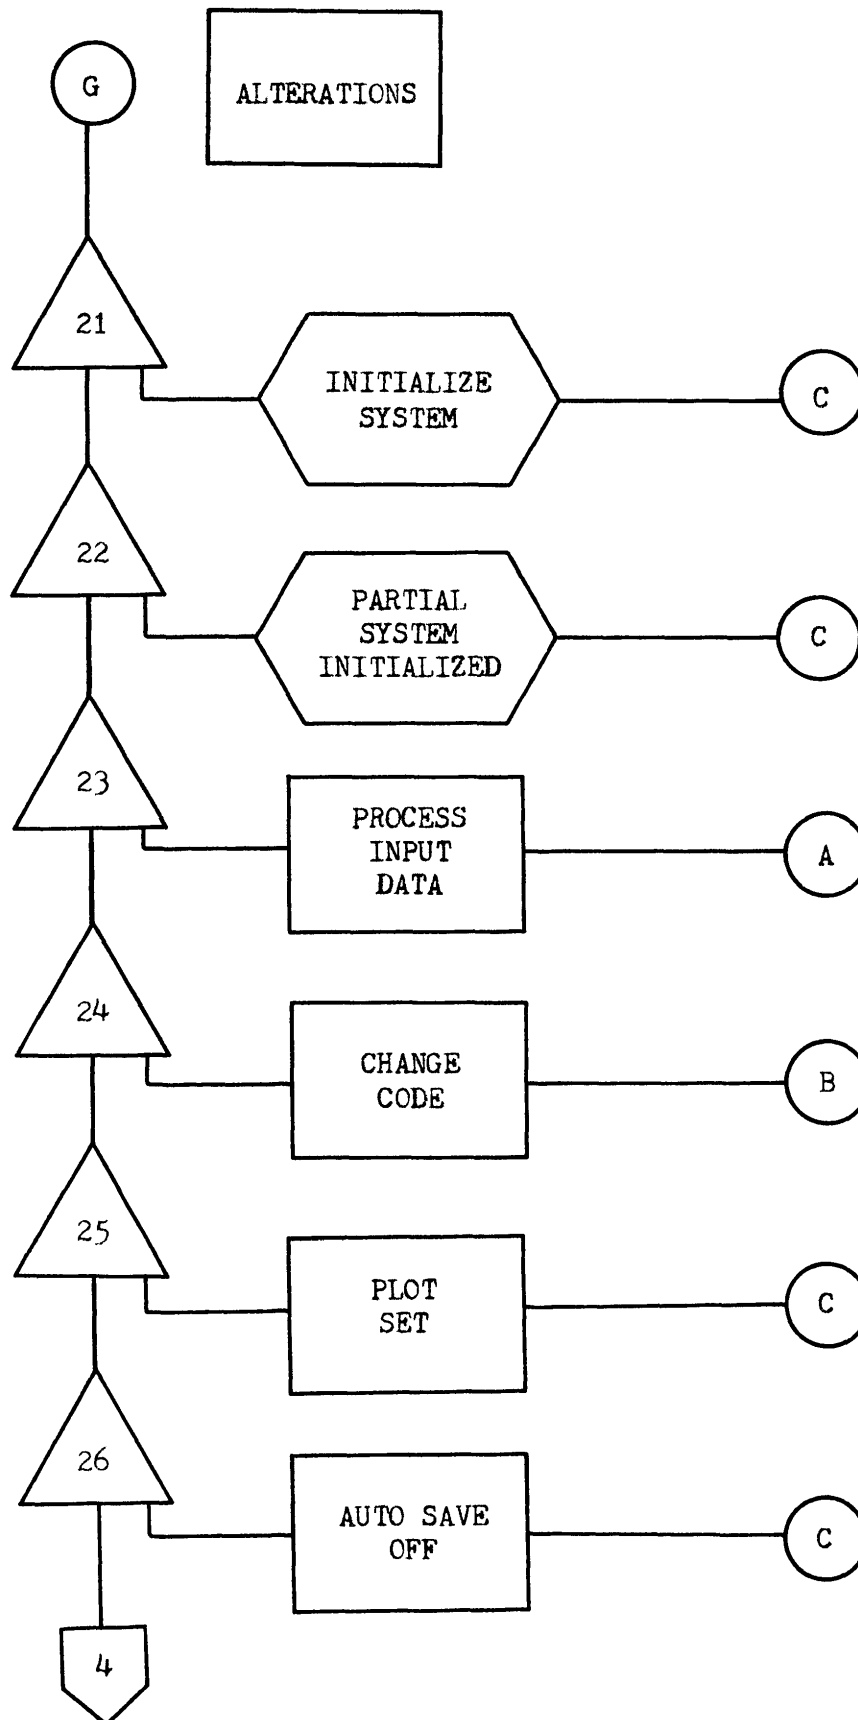 G
ALTERATIONS
21
INITIALIZE
SYSTEM
C
22
PARTIAL
SYSTEM
INITIALIZED
C
23
PROCESS
INPUT
DATA
A
24
CHANGE
CODE
B
25
PLOT
SET
C
26
AUTO SAVE
OFF
C
4